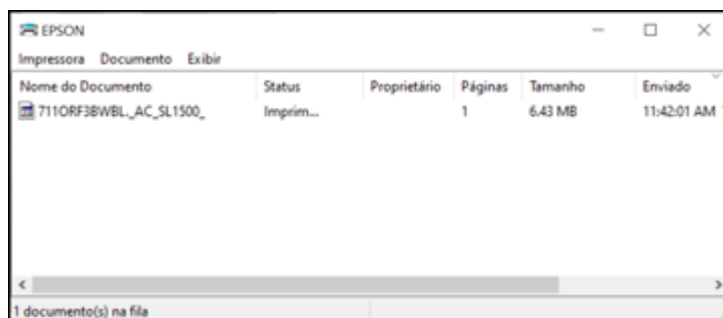 EPSON
Impressora Documento Exibir
Nome do Documento Status Proprietário Páginas Tamanho Enviado
711ORF3BWBL._AC_SL1500_ Imprim... 1 6.43 MB 11:42:01 AM
1 documento(s) na fila